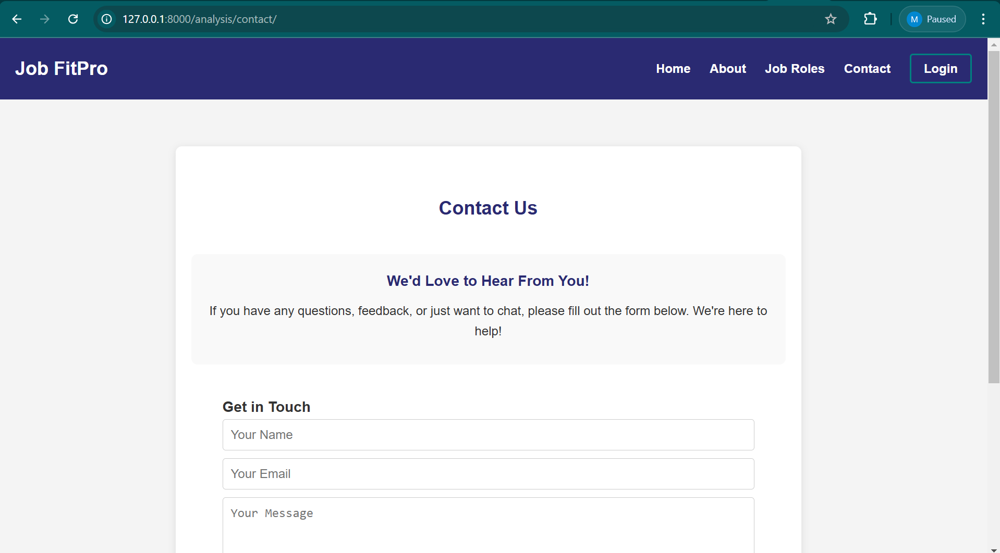 127.0.0.1:8000/analysis/contact/
M Paused
Job FitPro
Home About Job Roles Contact Login
Contact Us
We'd Love to Hear From You!
If you have any questions, feedback, or just want to chat, please fill out the form below. We're here to
help!
Get in Touch
Your Name
Your Email
Your Message